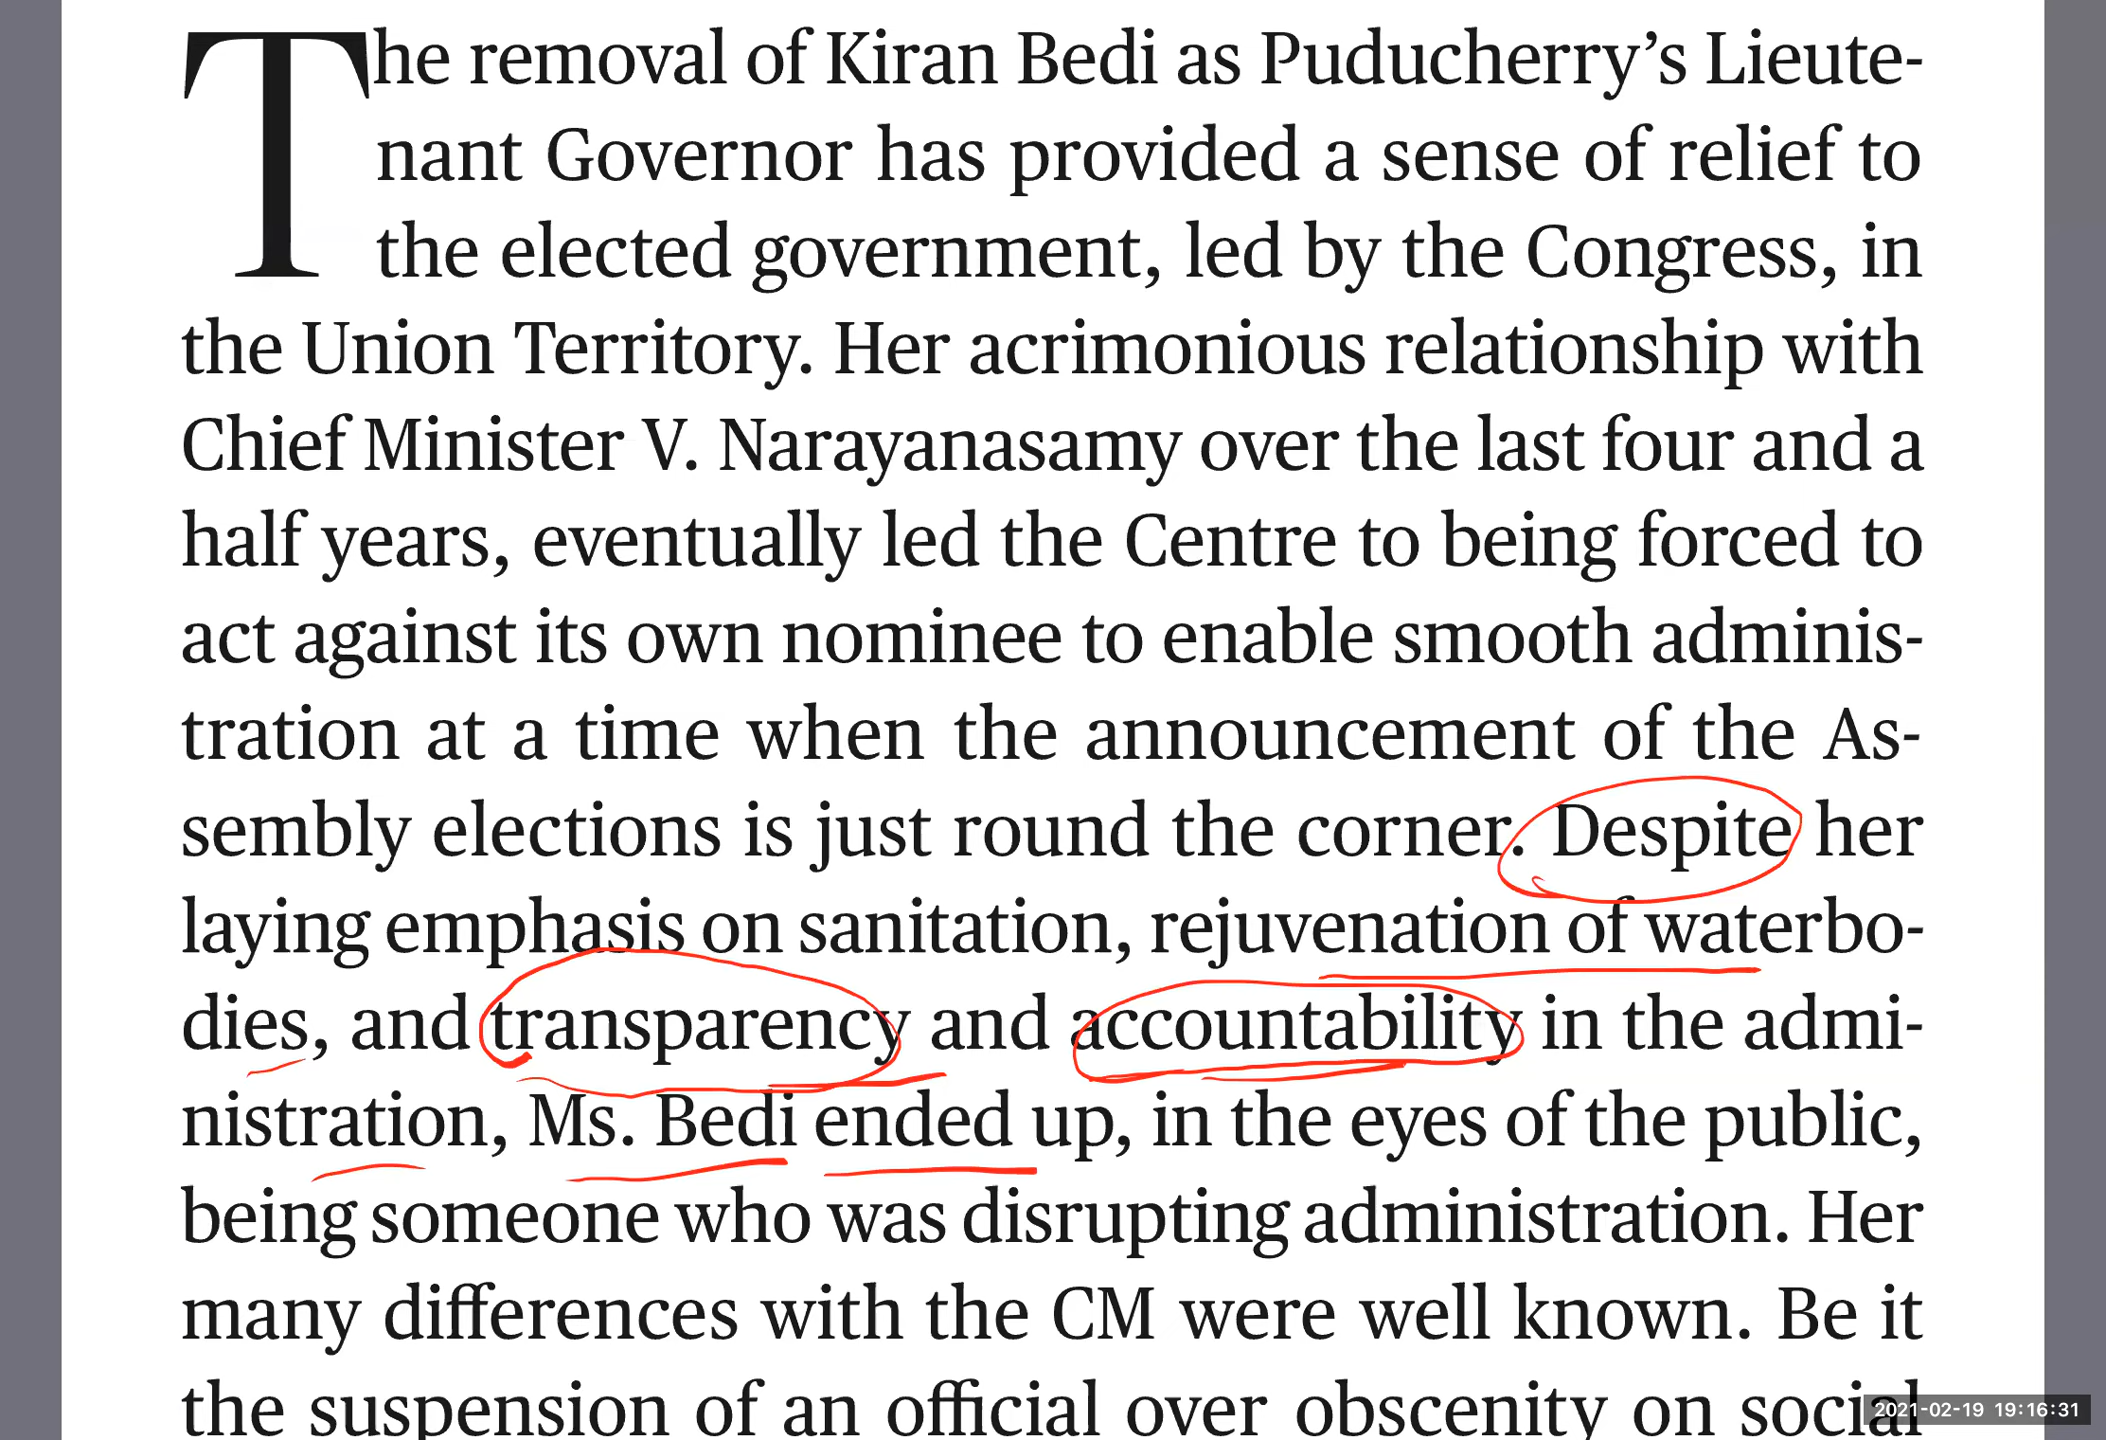 The removal of Kiran Bedi as Puducherry’s Lieute-
nant Governor has provided a sense of relief to
the elected government, led by the Congress, in
the Union Territory. Her acrimonious relationship with
Chief Minister V. Narayanasamy over the last four and a
half years, eventually led the Centre to being forced to
act against its own nominee to enable smooth adminis-
tration at a time when the announcement of the As-
sembly elections is just round the corner. Despite her
laying emphasis on sanitation, rejuvenation of waterbo-
dies, and transparency and accountability in the admi-
nistration, Ms. Bedi ended up, in the eyes of the public,
being someone who was disrupting administration. Her
many differences with the CM were well known. Be it
the suspension of an official over obscenity on social
2021-02-19 19:16:31